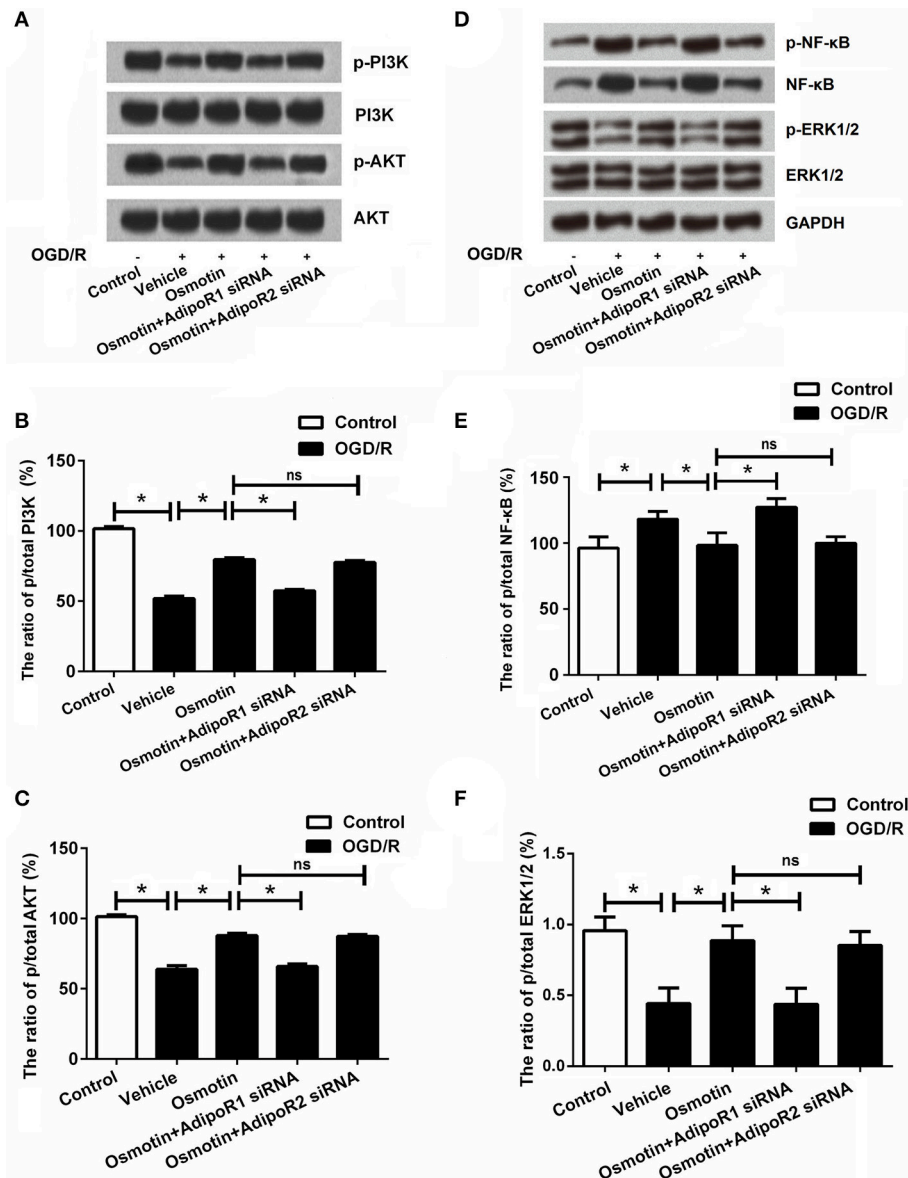 A
p-PI3K
PI3K
p-AKT
AKT
OGD/R - + + + +
Control
Vehicle
Osmotin
Osmotin+AdipoR1 siRNA
Osmotin+AdipoR2 siRNA
D
p-NF-κB
NF-κB
p-ERK1/2
ERK1/2
GAPDH
OGD/R - + + + +
Control
Vehicle
Osmotin
Osmotin+AdipoR1 siRNA
Osmotin+AdipoR2 siRNA
B
Control
OGD/R
The ratio of p/total PI3K (%)
150
100
50
0
* * *
ns
Control
Vehicle
Osmotin
Osmotin+AdipoR1 siRNA
Osmotin+AdipoR2 siRNA
E
Control
OGD/R
The ratio of p/total NF-κB (%)
150
100
50
0
* * *
ns
Control
Vehicle
Osmotin
Osmotin+AdipoR1 siRNA
Osmotin+AdipoR2 siRNA
C
Control
OGD/R
The ratio of p/total AKT (%)
150
100
50
0
* * *
ns
Control
Vehicle
Osmotin
Osmotin+AdipoR1 siRNA
Osmotin+AdipoR2 siRNA
F
Control
OGD/R
The ratio of p/total ERK1/2 (%)
1.5
1.0
0.5
0.0
* * *
ns
Control
Vehicle
Osmotin
Osmotin+AdipoR1 siRNA
Osmotin+AdipoR2 siRNA